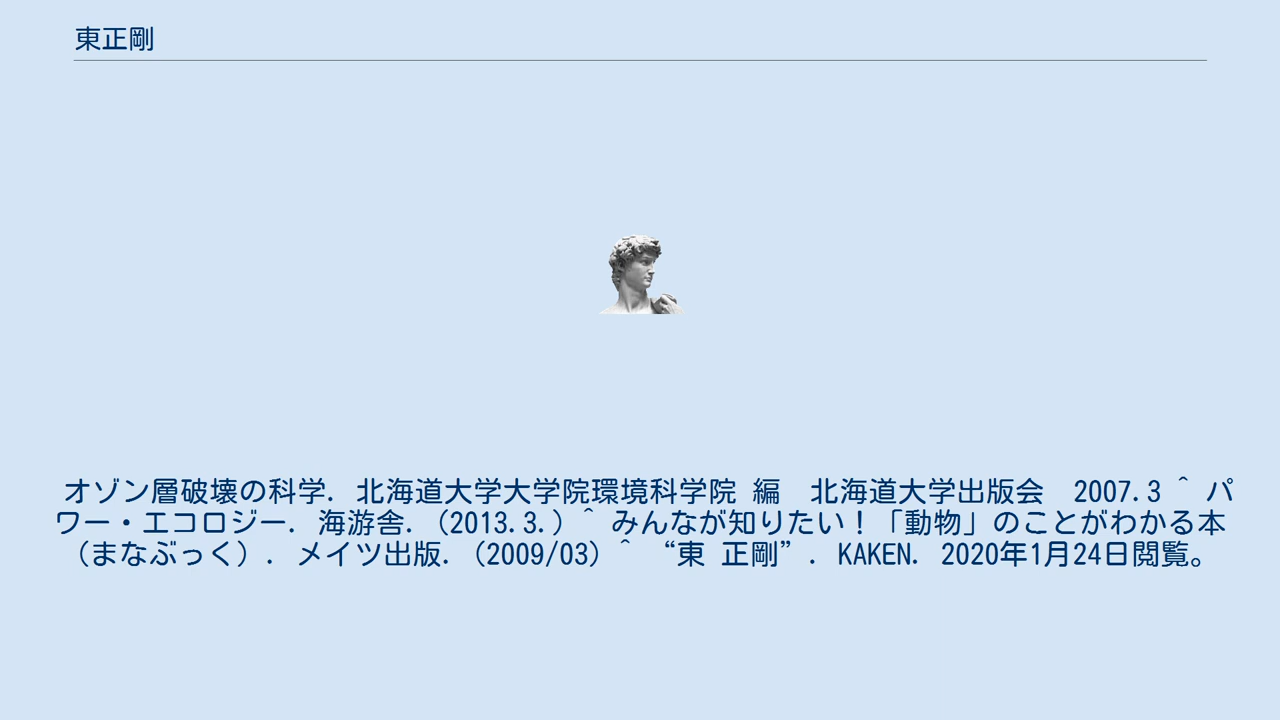 東正剛
オゾン層破壊の科学. 北海道大学大学院環境科学院 編　北海道大学出版会　2007.3 ^ パ
ワー・エコロジー. 海游舎.（2013.3.）^ みんなが知りたい！「動物」のことがわかる本
（まなぶっく）. メイツ出版.（2009/03）^ “東 正剛”. KAKEN. 2020年1月24日閲覧。